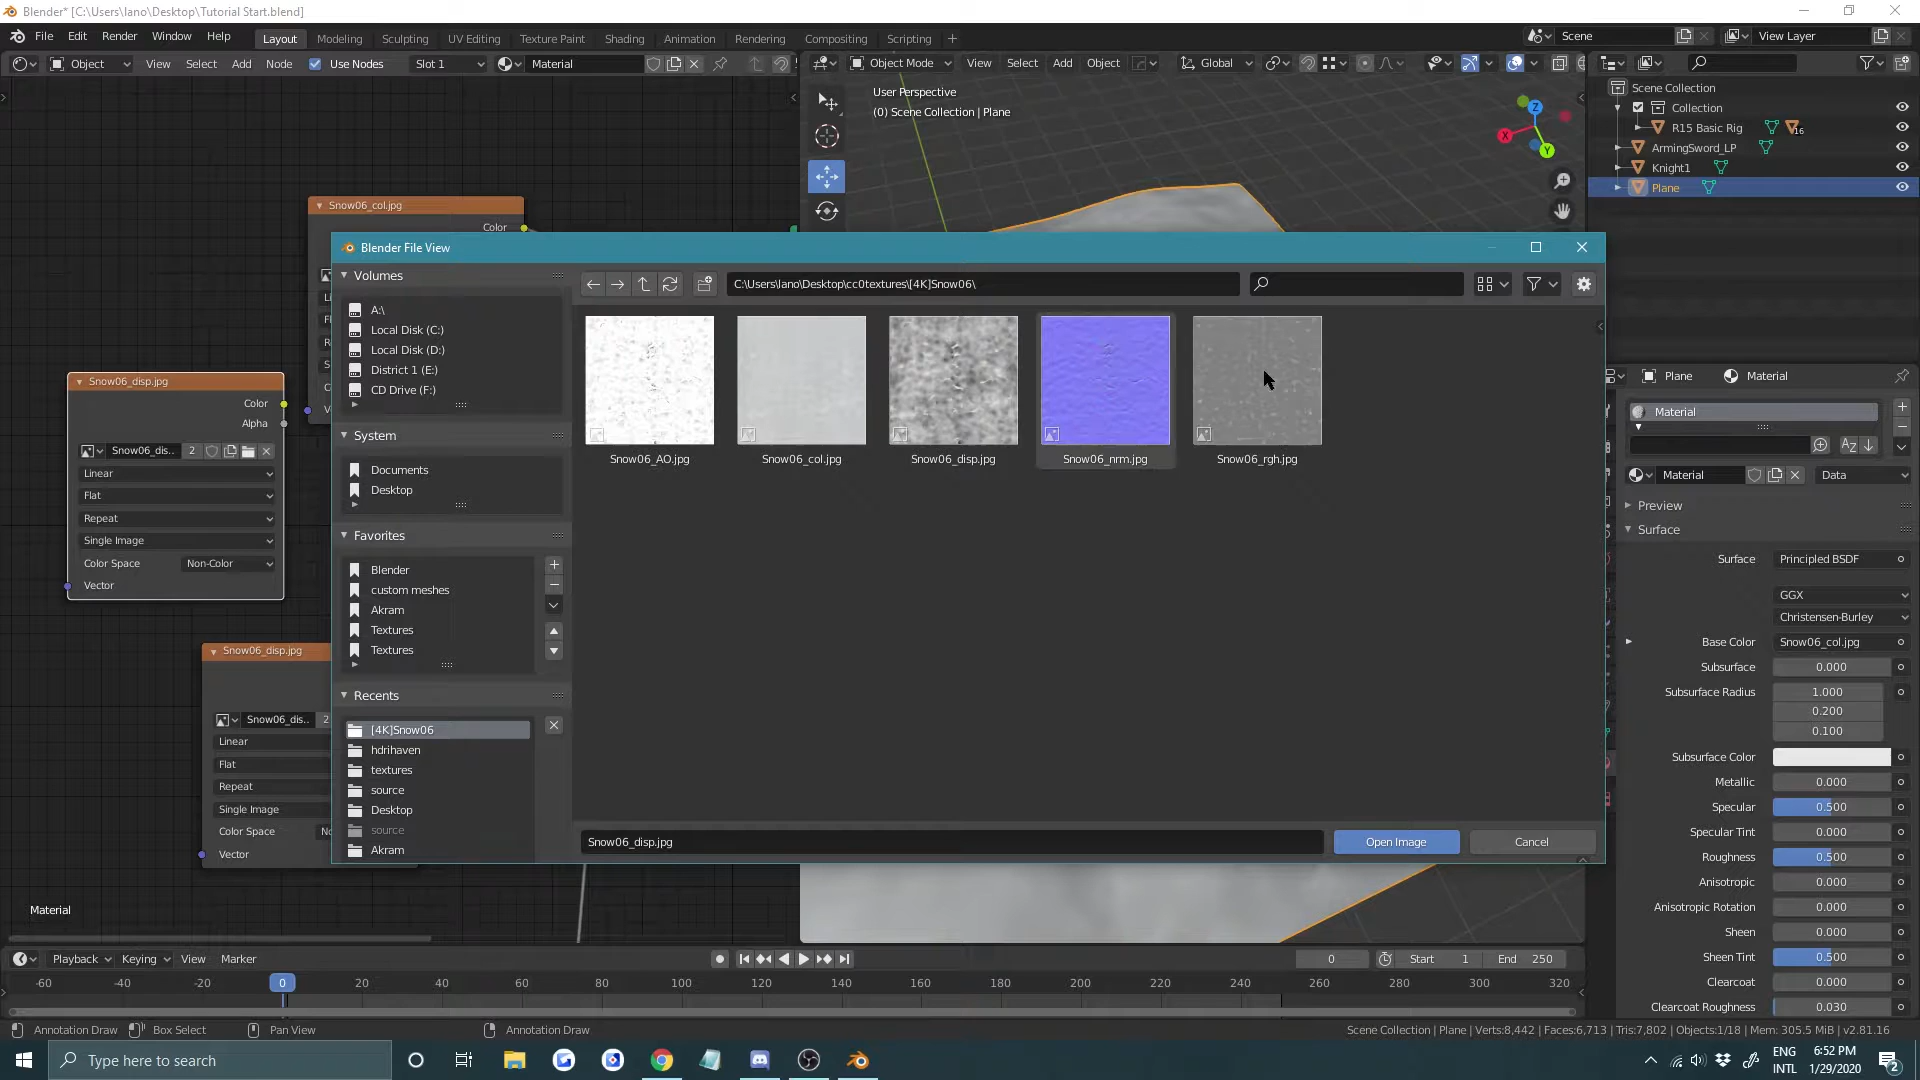 Blender* [C:\Users\Iano\Desktop\Tutorial Start.blend]
File Edit Render Window Help Layout Modeling Sculpting UV Editing Texture Paint Shading Animation Rendering Compositing Scripting Scene View Layer
Object View Select Add Node Use Nodes Slot 1 Material
Object Mode View Select Add Object Global
User Perspective
(0) Scene Collection | Plane
Z
X
Y
Scene Collection
Collection
R15 Basic Rig 16
ArmingSword_LP
Knight1
Plane
Snow06_col.jpg
Color
Snow06_disp.jpg
Color
Alpha
Snow06_dis.. 2
Linear
Flat
Repeat
Single Image
Color Space Non-Color
Vector
Snow06_disp.jpg
Snow06_dis.. 2
Linear
Flat
Repeat
Single Image
Color Space
Vector
Material
Blender File View
Volumes
A:\
Local Disk (C:)
Local Disk (D:)
District 1 (E:)
CD Drive (F:)
System
Documents
Desktop
Favorites
Blender
custom meshes
Akram
Textures
Textures
Recents
[4K]Snow06
hdrihaven
textures
source
Desktop
source
Akram
C:\Users\Iano\Desktop\cc0textures\[4K]Snow06\
Snow06_AO.jpg Snow06_col.jpg Snow06_disp.jpg Snow06_nrm.jpg Snow06_rgh.jpg
Snow06_disp.jpg Open Image Cancel
Plane Material
Material
Material Data
Preview
Surface
Surface Principled BSDF
GGX
Christensen-Burley
Base Color Snow06_col.jpg
Subsurface 0.000
Subsurface Radius 1.000
0.200
0.100
Subsurface Color
Metallic 0.000
Specular 0.500
Specular Tint 0.000
Roughness 0.500
Anisotropic 0.000
Anisotropic Rotation 0.000
Sheen 0.000
Sheen Tint 0.500
Clearcoat 0.000
Clearcoat Roughness 0.030
Playback Keying View Marker 0 Start 1 End 250
-60 -40 -20 0 20 40 60 80 100 120 140 160 180 200 220 240 260 280 300 320
Annotation Draw Box Select Pan View Annotation Draw Scene Collection | Plane | Verts:8,442 | Faces:6,713 | Tris:7,802 | Objects:1/18 | Mem: 305.5 MiB | v2.81.16
Type here to search
ENG
INTL
6:52 PM
1/29/2020
2